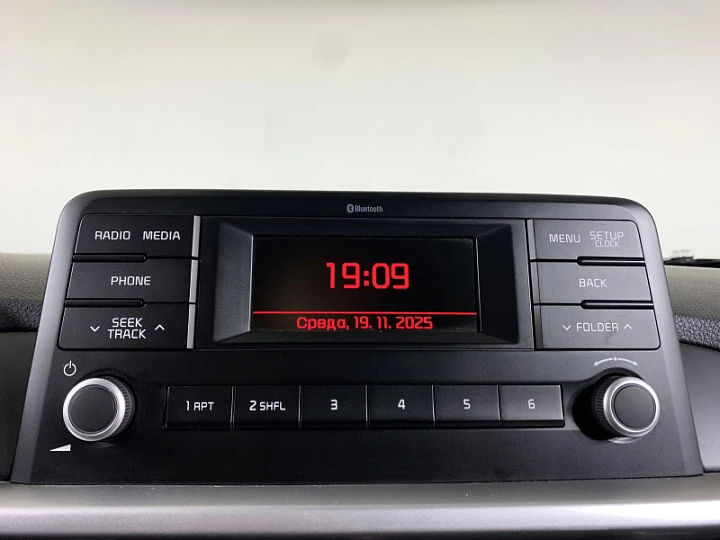 Bluetooth
RADIO MEDIA
MENU SETUP
CLOCK
19:09
PHONE
BACK
Среда, 19. 11. 2025
SEEK
TRACK
FOLDER
1 RPT 2 SHFL 3 4 5 6